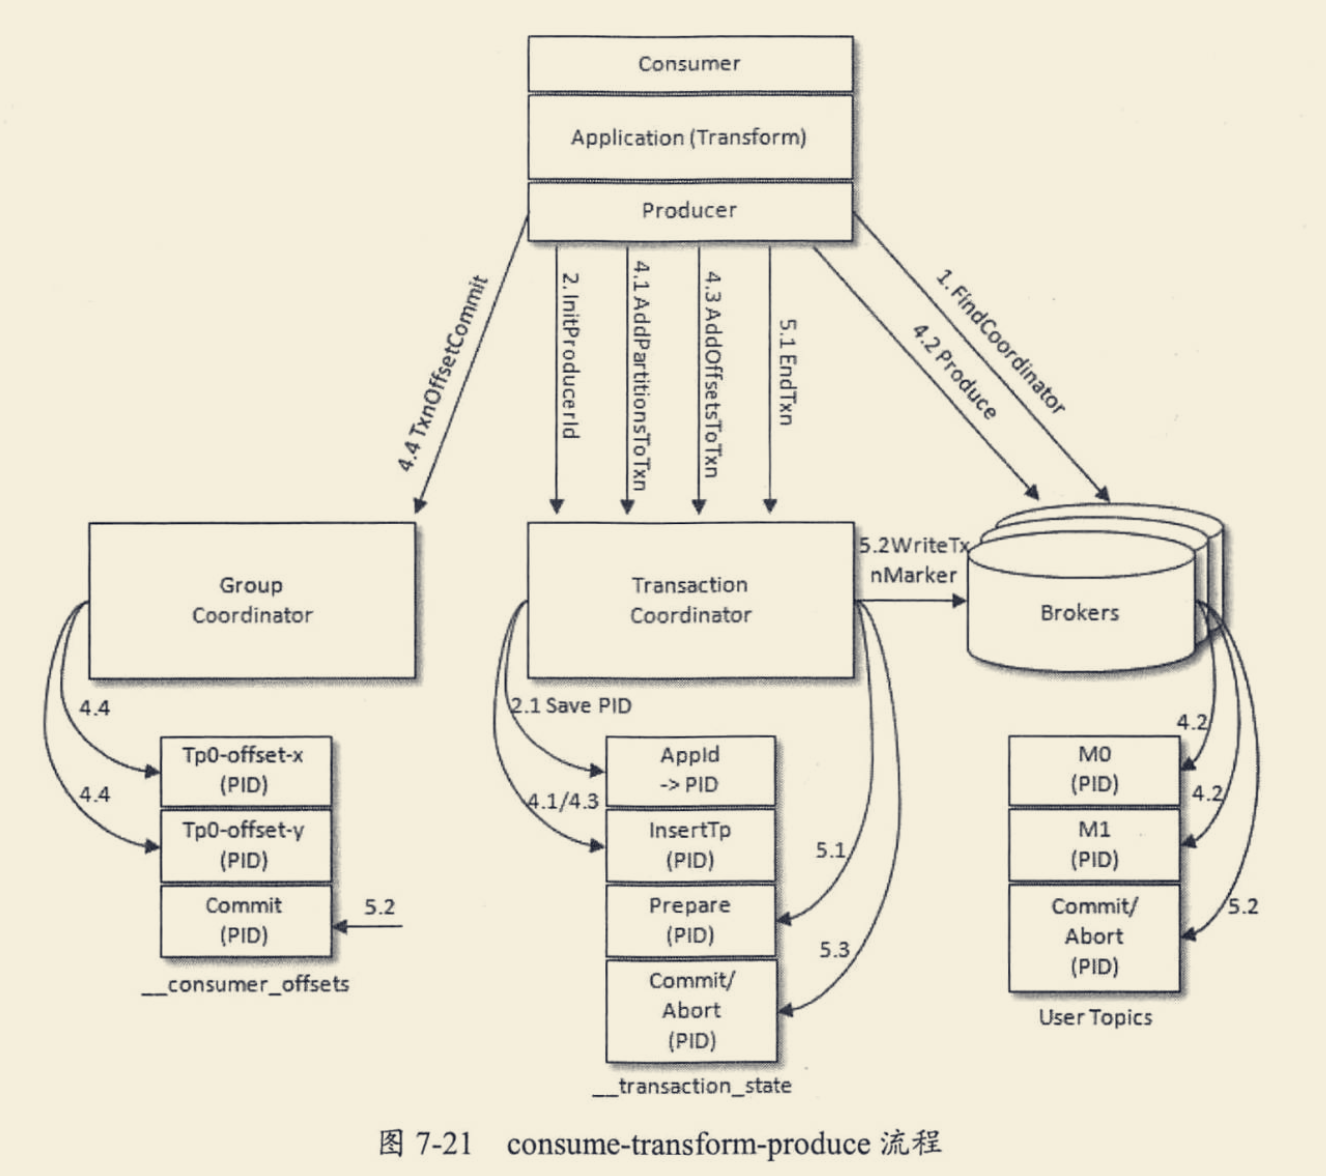 Consumer
Application (Transform)
Producer
4.4 TxnOffsetCommit
2. InitProducerId
4.1 AddPartitionsToTxn
4.3 AddOffsetsToTxn
5.1 EndTxn
4.2 Produce
1. FindCoordinator
Group
Coordinator
Transaction
Coordinator
5.2WriteTx
nMarker
Brokers
4.4
4.4
Tp0-offset-x
(PID)
Tp0-offset-y
(PID)
Commit
(PID)
5.2
__consumer_offsets
2.1 Save PID
4.1/4.3
AppId
-> PID
InsertTp
(PID)
Prepare
(PID)
Commit/
Abort
(PID)
5.1
5.3
__transaction_state
4.2
4.2
5.2
M0
(PID)
M1
(PID)
Commit/
Abort
(PID)
User Topics
图 7-21 consume-transform-produce 流程